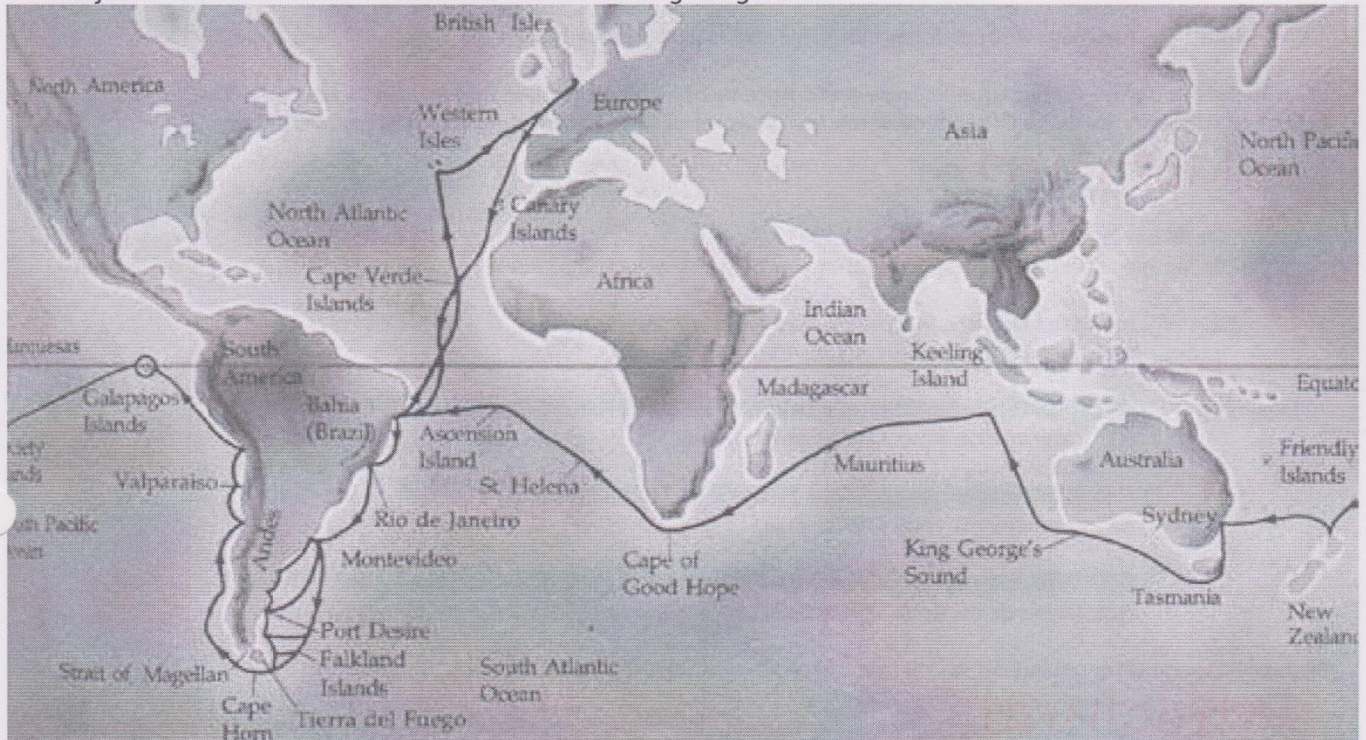 British Isles
North America
Europe
Western
Isles
Asia
North Pacific
Ocean
North Atlantic
Ocean
Canary
Islands
Cape Verde
Islands
Africa
Indian
Ocean
South
America
Keeling
Island
Madagascar
Galapagos
Islands
Bahia
(Brazil)
Ascension
Island
Mauritius
Australia
Friendly
Islands
Valparaiso
St Helena
Sydney
Rio de Janeiro
Andes
Montevideo
Cape of
Good Hope
King George's
Sound
Tasmania
New
Zealand
Port Desire
Falkland
Islands
Strait of Magellan
South Atlantic
Ocean
Cape
Horn
Tierra del Fuego